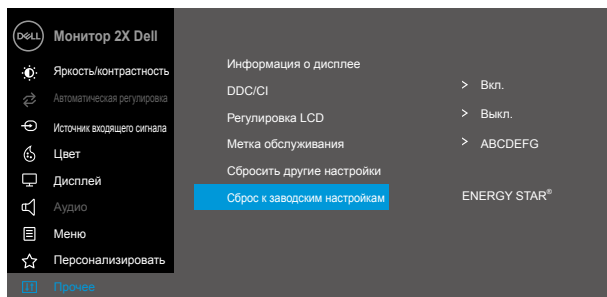 DELL
Монитор 2X Dell
Яркость/контрастность
Автоматическая регулировка
Источник входящего сигнала
Цвет
Дисплей
Аудио
Меню
Персонализировать
Прочее
Информация о дисплее
DDC/CI > Вкл.
Регулировка LCD > Выкл.
Метка обслуживания > ABCDEFG
Сбросить другие настройки
Сброс к заводским настройкам ENERGY STAR®